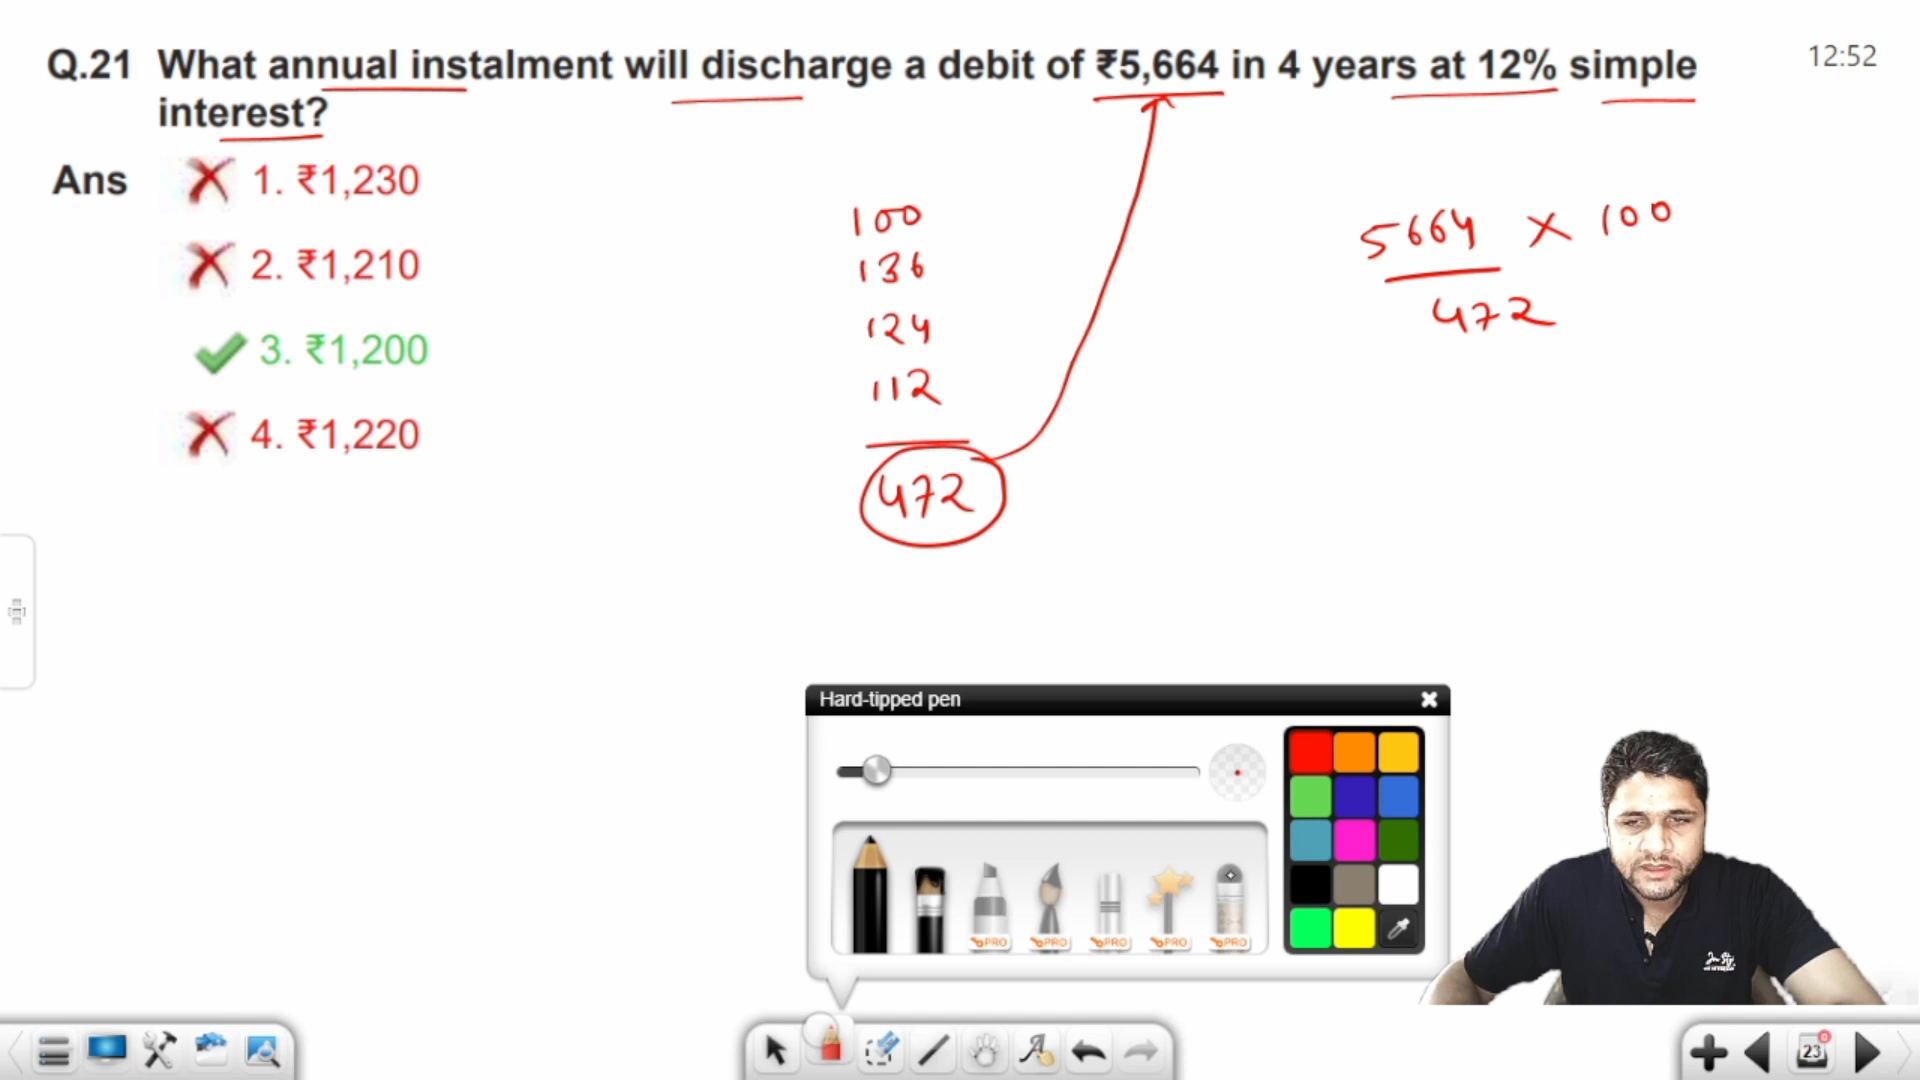 Q.21 What annual instalment will discharge a debit of ₹5,664 in 4 years at 12% simple
interest?
12:52
Ans
1. ₹1,230
2. ₹1,210
3. ₹1,200
4. ₹1,220
100
136
124
112
472
5664 × 100
472
Hard-tipped pen
PRO PRO PRO PRO PRO
23
0